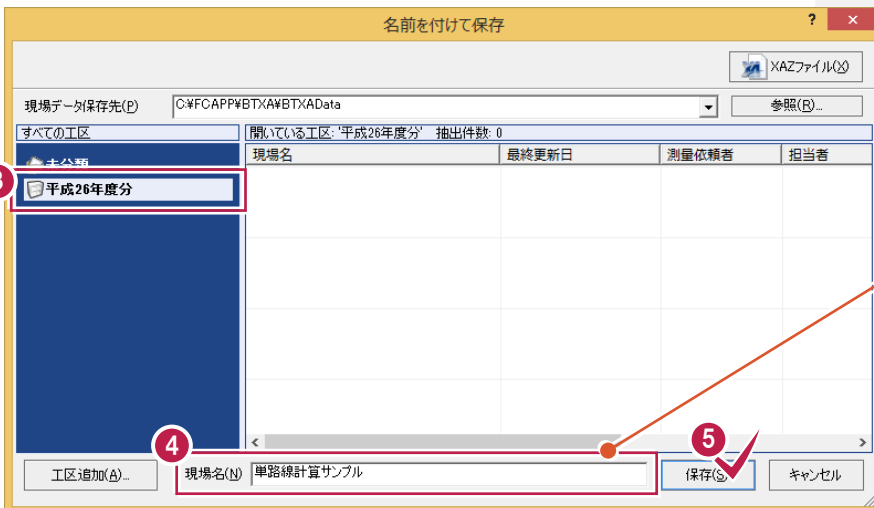 名前を付けて保存
? ×
XAZファイル(X)
現場データ保存先(P) C:¥FCAPP¥BTXA¥BTXAData 参照(R)...
すべての工区 開いている工区: '平成26年度分' 抽出件数: 0
現場名 最終更新日 測量依頼者 担当者
未分類
3 平成26年度分
4 5
工区追加(A)... 現場名(N) 単路線計算サンプル 保存(S) キャンセル